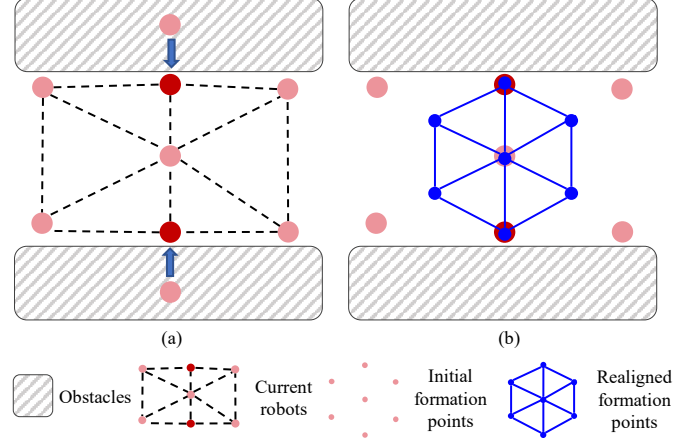 (a)
(b)
Obstacles
Current
robots
Initial
formation
points
Realigned
formation
points